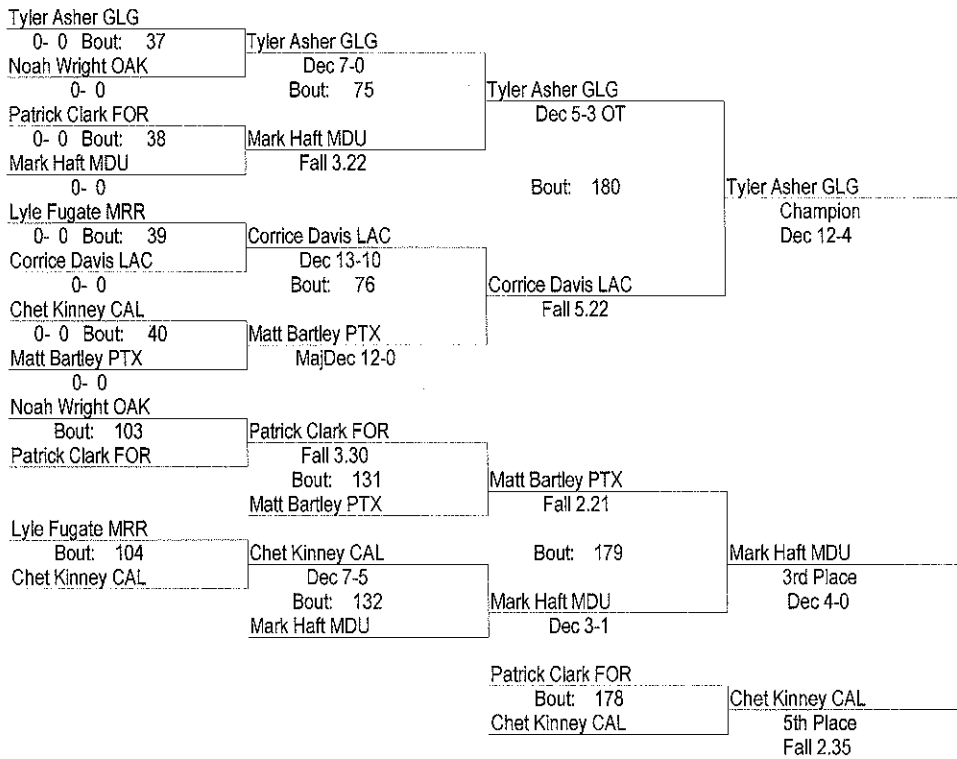 Tyler Asher GLG
0- 0 Bout: 37
Noah Wright OAK
0- 0
Patrick Clark FOR
0- 0 Bout: 38
Mark Haft MDU
0- 0
Lyle Fugate MRR
0- 0 Bout: 39
Corrice Davis LAC
0- 0
Chet Kinney CAL
0- 0 Bout: 40
Matt Bartley PTX
0- 0
Tyler Asher GLG
Dec 7-0
Bout: 75
Mark Haft MDU
Fall 3.22
Corrice Davis LAC
Dec 13-10
Bout: 76
Matt Bartley PTX
MajDec 12-0
Tyler Asher GLG
Dec 5-3 OT
Bout: 180
Corrice Davis LAC
Fall 5.22
Tyler Asher GLG
Champion
Dec 12-4
Noah Wright OAK
Bout: 103
Patrick Clark FOR
Lyle Fugate MRR
Bout: 104
Chet Kinney CAL
Patrick Clark FOR
Fall 3.30
Bout: 131
Matt Bartley PTX
Chet Kinney CAL
Dec 7-5
Bout: 132
Mark Haft MDU
Matt Bartley PTX
Fall 2.21
Bout: 179
Mark Haft MDU
Dec 3-1
Mark Haft MDU
3rd Place
Dec 4-0
Patrick Clark FOR
Bout: 178
Chet Kinney CAL
Chet Kinney CAL
5th Place
Fall 2.35